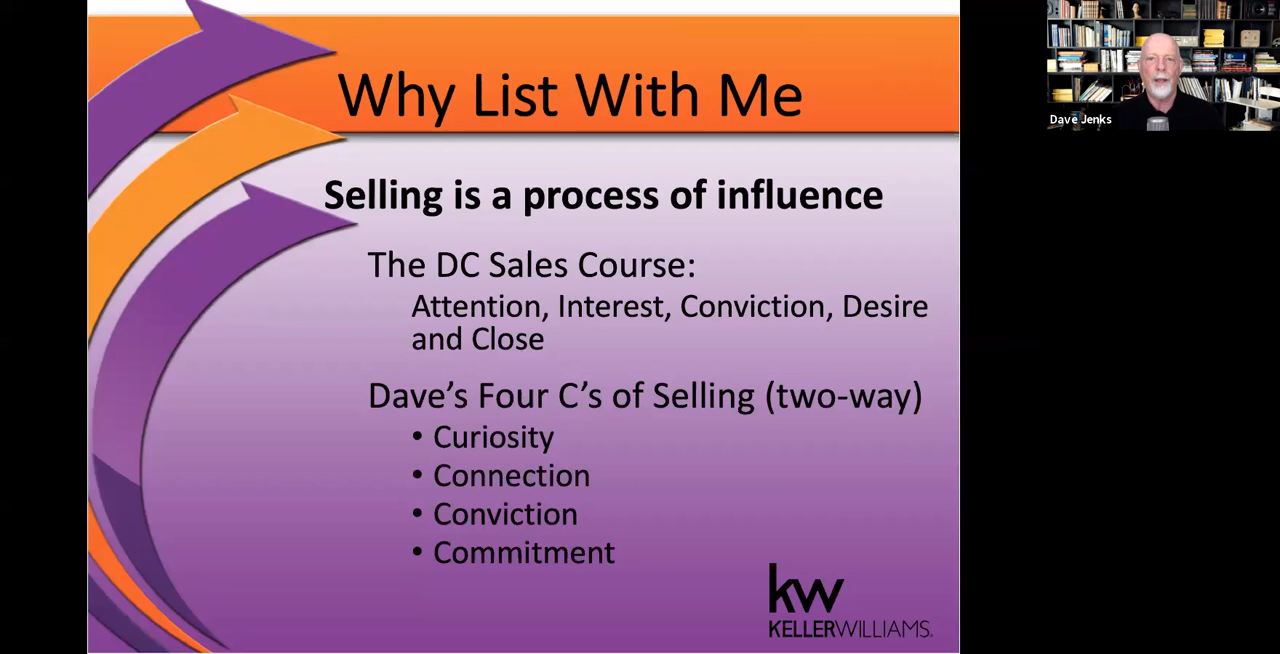 Why List With Me
Selling is a process of influence
The DC Sales Course:
Attention, Interest, Conviction, Desire
and Close
Dave’s Four C’s of Selling (two-way)
• Curiosity
• Connection
• Conviction
• Commitment
kw
KELLERWILLIAMS.
Dave Jenks